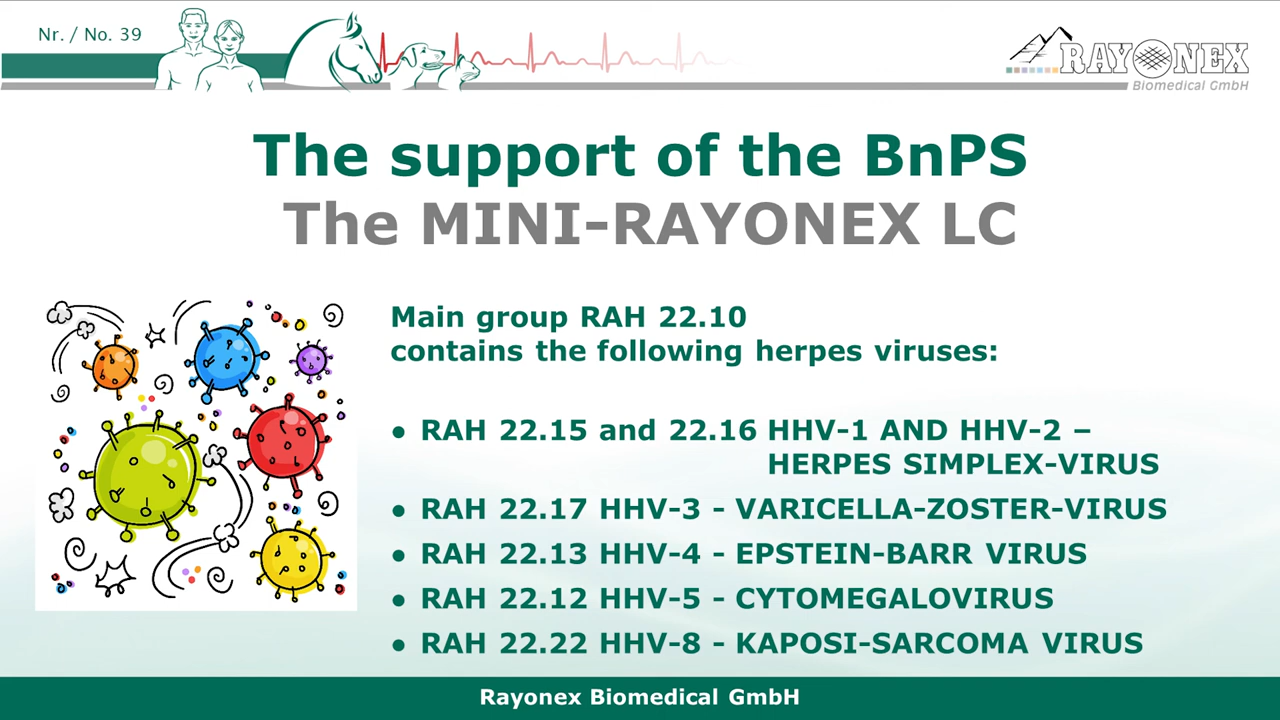 Nr. / No. 39
RAYONEX
Biomedical GmbH
The support of the BnPS
The MINI-RAYONEX LC
Main group RAH 22.10
contains the following herpes viruses:
● RAH 22.15 and 22.16 HHV-1 AND HHV-2 –
HERPES SIMPLEX-VIRUS
● RAH 22.17 HHV-3 - VARICELLA-ZOSTER-VIRUS
● RAH 22.13 HHV-4 - EPSTEIN-BARR VIRUS
● RAH 22.12 HHV-5 - CYTOMEGALOVIRUS
● RAH 22.22 HHV-8 - KAPOSI-SARCOMA VIRUS
Rayonex Biomedical GmbH